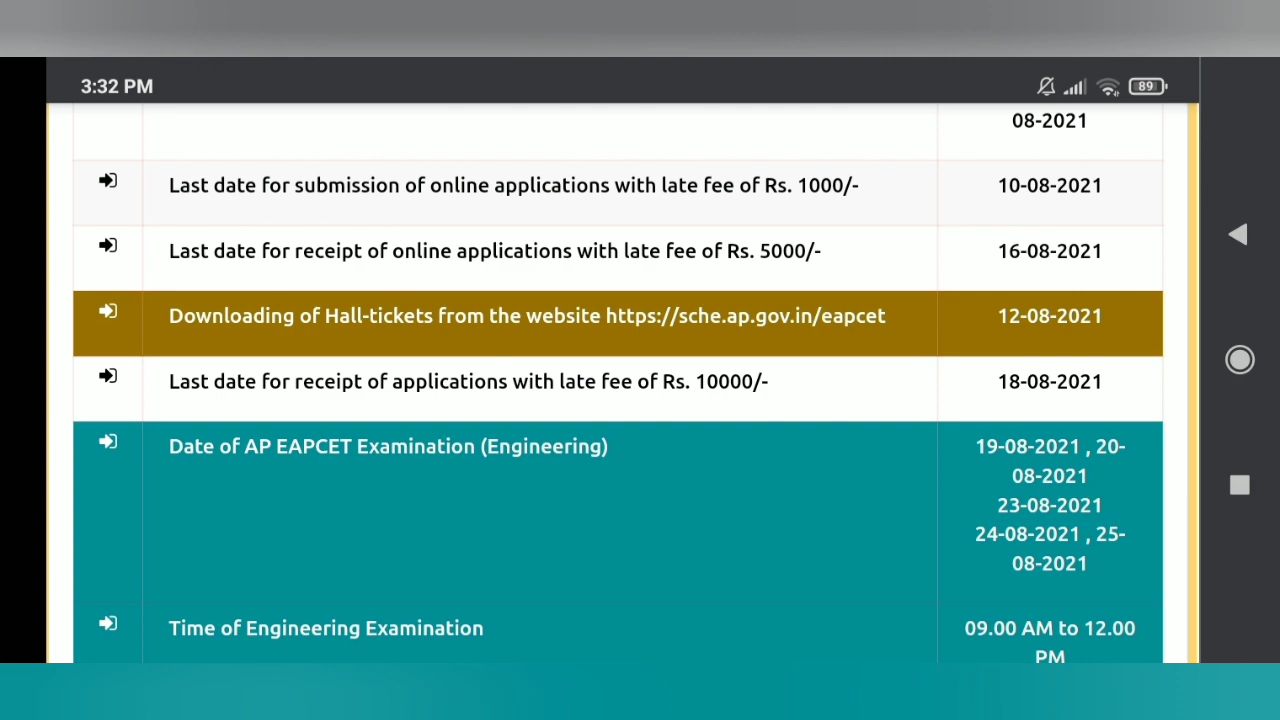 3:32 PM
89
08-2021
Last date for submission of online applications with late fee of Rs. 1000/- 10-08-2021
Last date for receipt of online applications with late fee of Rs. 5000/- 16-08-2021
Downloading of Hall-tickets from the website https://sche.ap.gov.in/eapcet 12-08-2021
Last date for receipt of applications with late fee of Rs. 10000/- 18-08-2021
Date of AP EAPCET Examination (Engineering) 19-08-2021 , 20-
08-2021
23-08-2021
24-08-2021 , 25-
08-2021
Time of Engineering Examination 09.00 AM to 12.00
PM